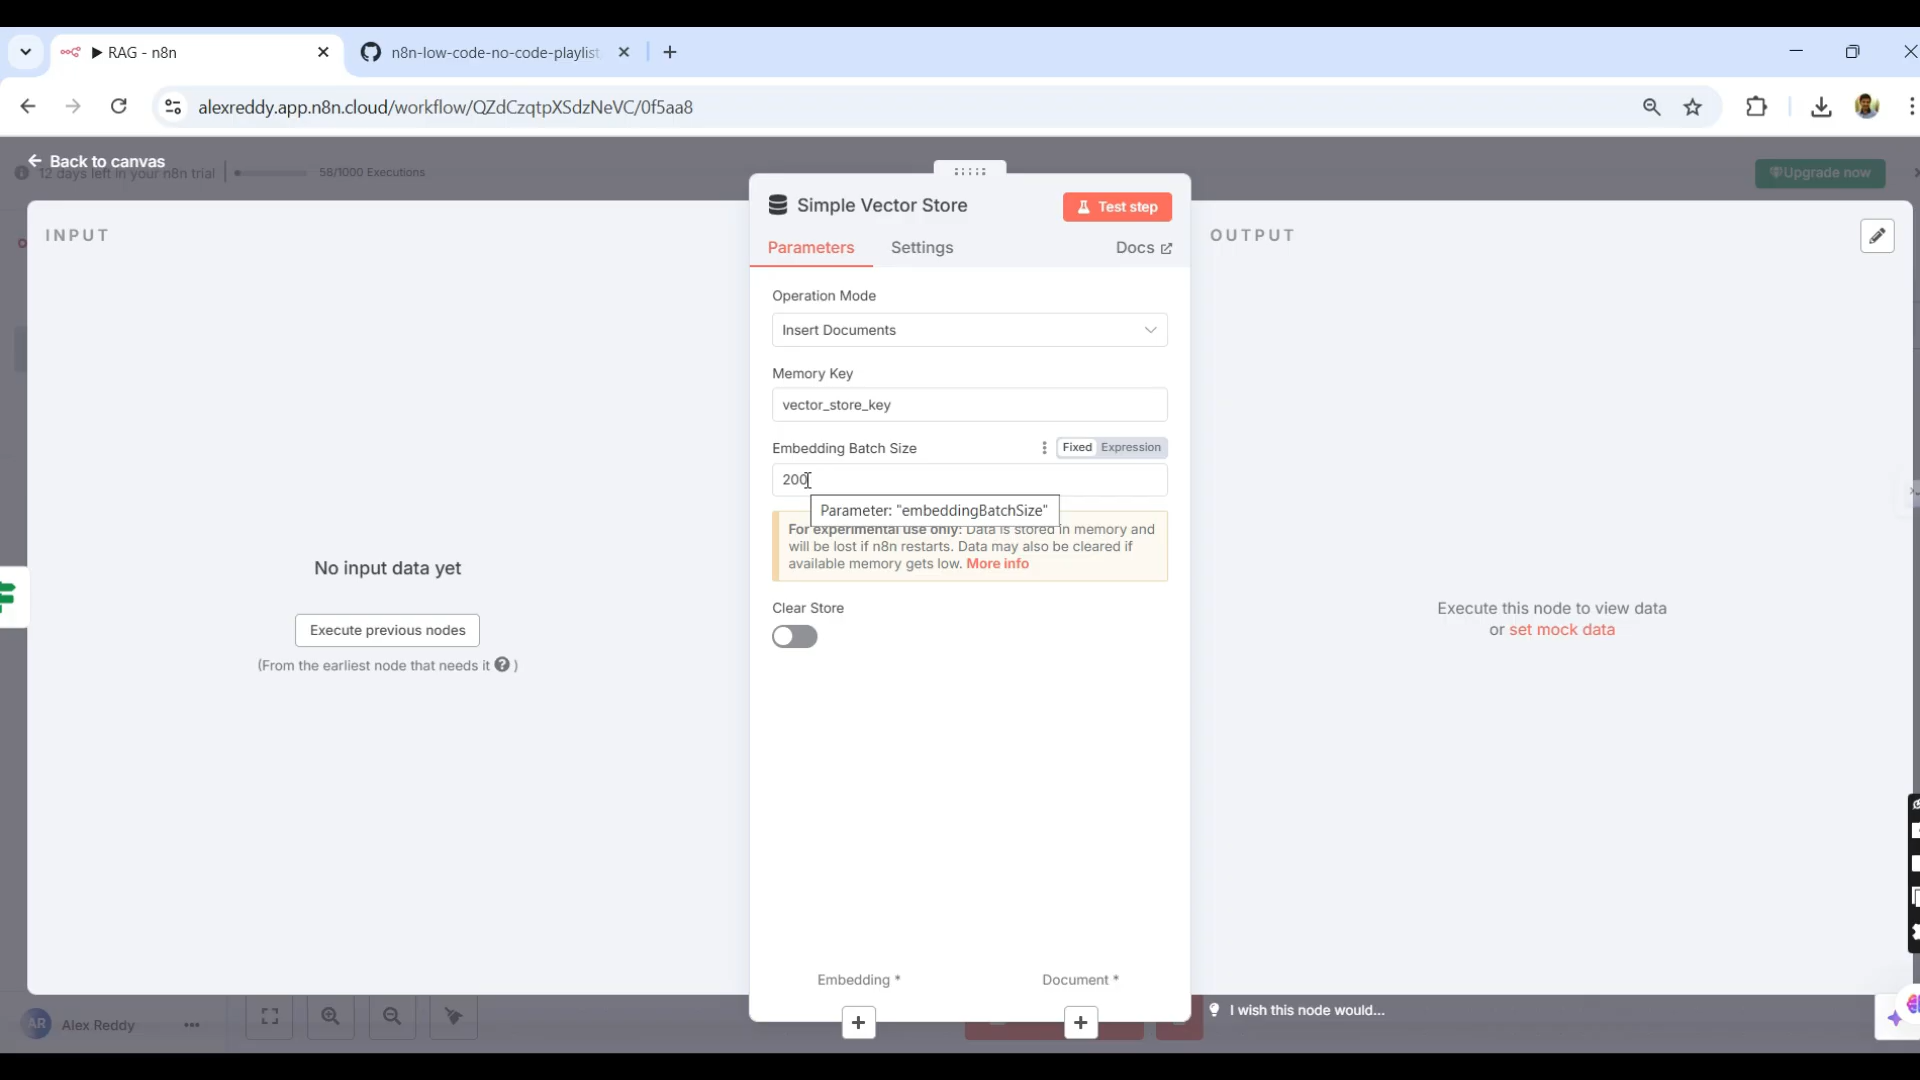 RAG - n8n
n8n-low-code-no-code-playlist
alexreddy.app.n8n.cloud/workflow/QZdCzqtpXSdzNeVC/0f5aa8
Back to canvas
12 days left in your n8n trial
58/1000 Executions
Upgrade now
Simple Vector Store
Test step
INPUT
OUTPUT
Parameters
Settings
Docs
Operation Mode
Insert Documents
Memory Key
vector_store_key
Embedding Batch Size
Fixed
Expression
200
Parameter: "embeddingBatchSize"
For experimental use only: Data is stored in memory and
will be lost if n8n restarts. Data may also be cleared if
available memory gets low. More info
Clear Store
No input data yet
Execute previous nodes
(From the earliest node that needs it ? )
Execute this node to view data
or set mock data
Embedding *
Document *
AR
Alex Reddy
I wish this node would...